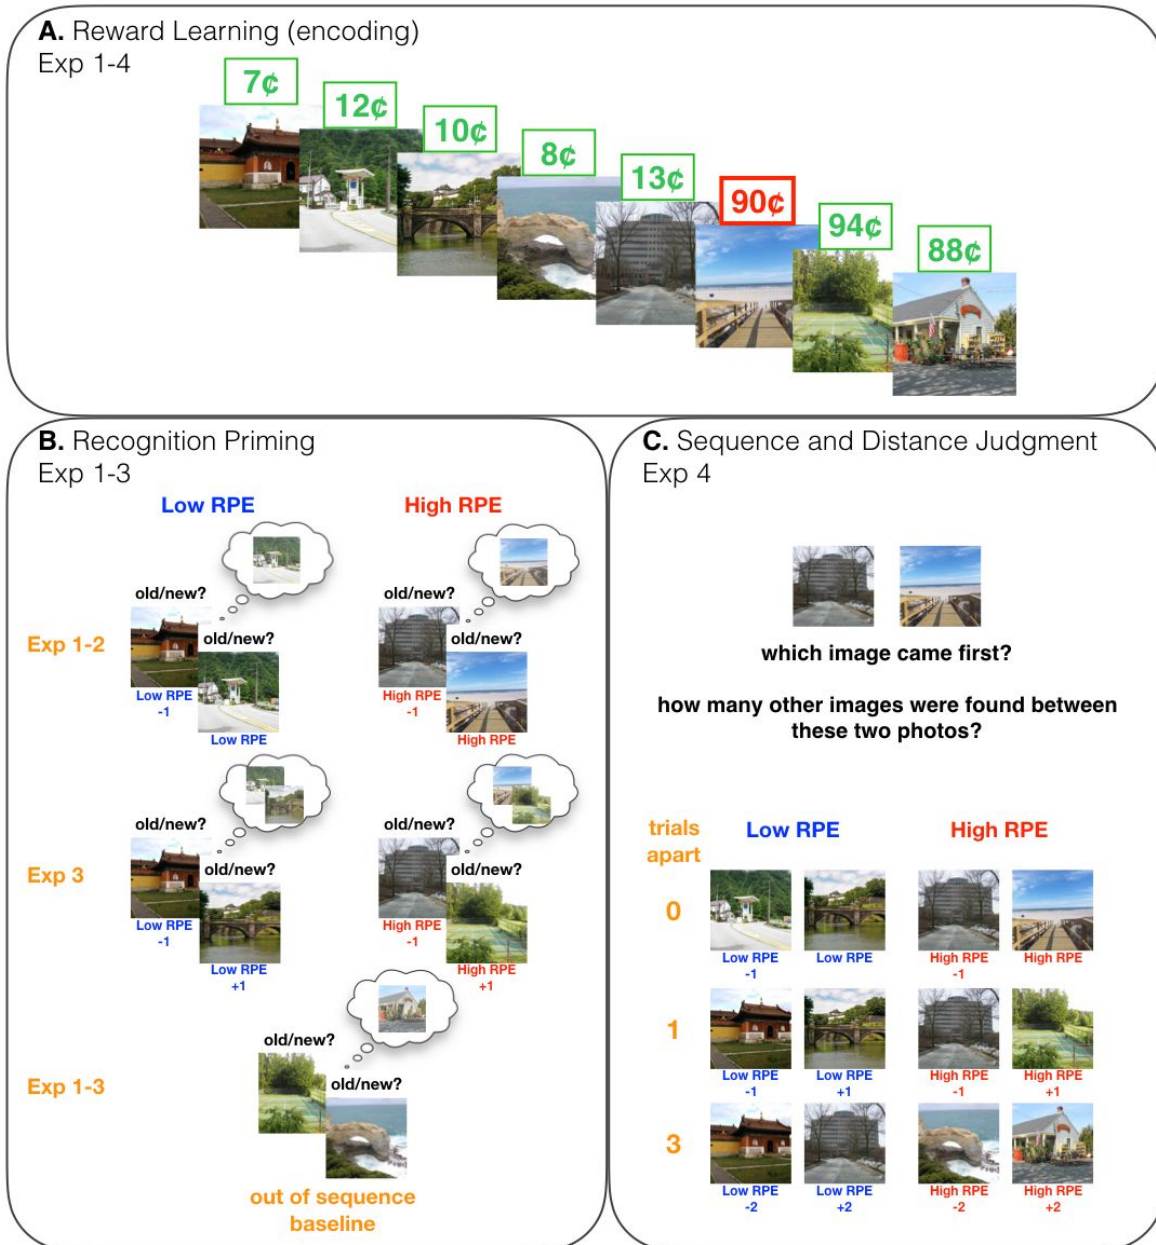 A. Reward Learning (encoding)
Exp 1-4
7¢
12¢
10¢
8¢
13¢
90¢
94¢
88¢
B. Recognition Priming
Exp 1-3
Low RPE
High RPE
Exp 1-2
old/new?
old/new?
Low RPE
-1
Low RPE
old/new?
old/new?
High RPE
-1
High RPE
Exp 3
old/new?
old/new?
Low RPE
-1
Low RPE
+1
old/new?
old/new?
High RPE
-1
High RPE
+1
Exp 1-3
old/new?
old/new?
out of sequence
baseline
C. Sequence and Distance Judgment
Exp 4
which image came first?
how many other images were found between
these two photos?
trials
apart
Low RPE
High RPE
0
Low RPE
-1
Low RPE
High RPE
-1
High RPE
1
Low RPE
-1
Low RPE
+1
High RPE
-1
High RPE
+1
3
Low RPE
-2
Low RPE
+2
High RPE
-2
High RPE
+2